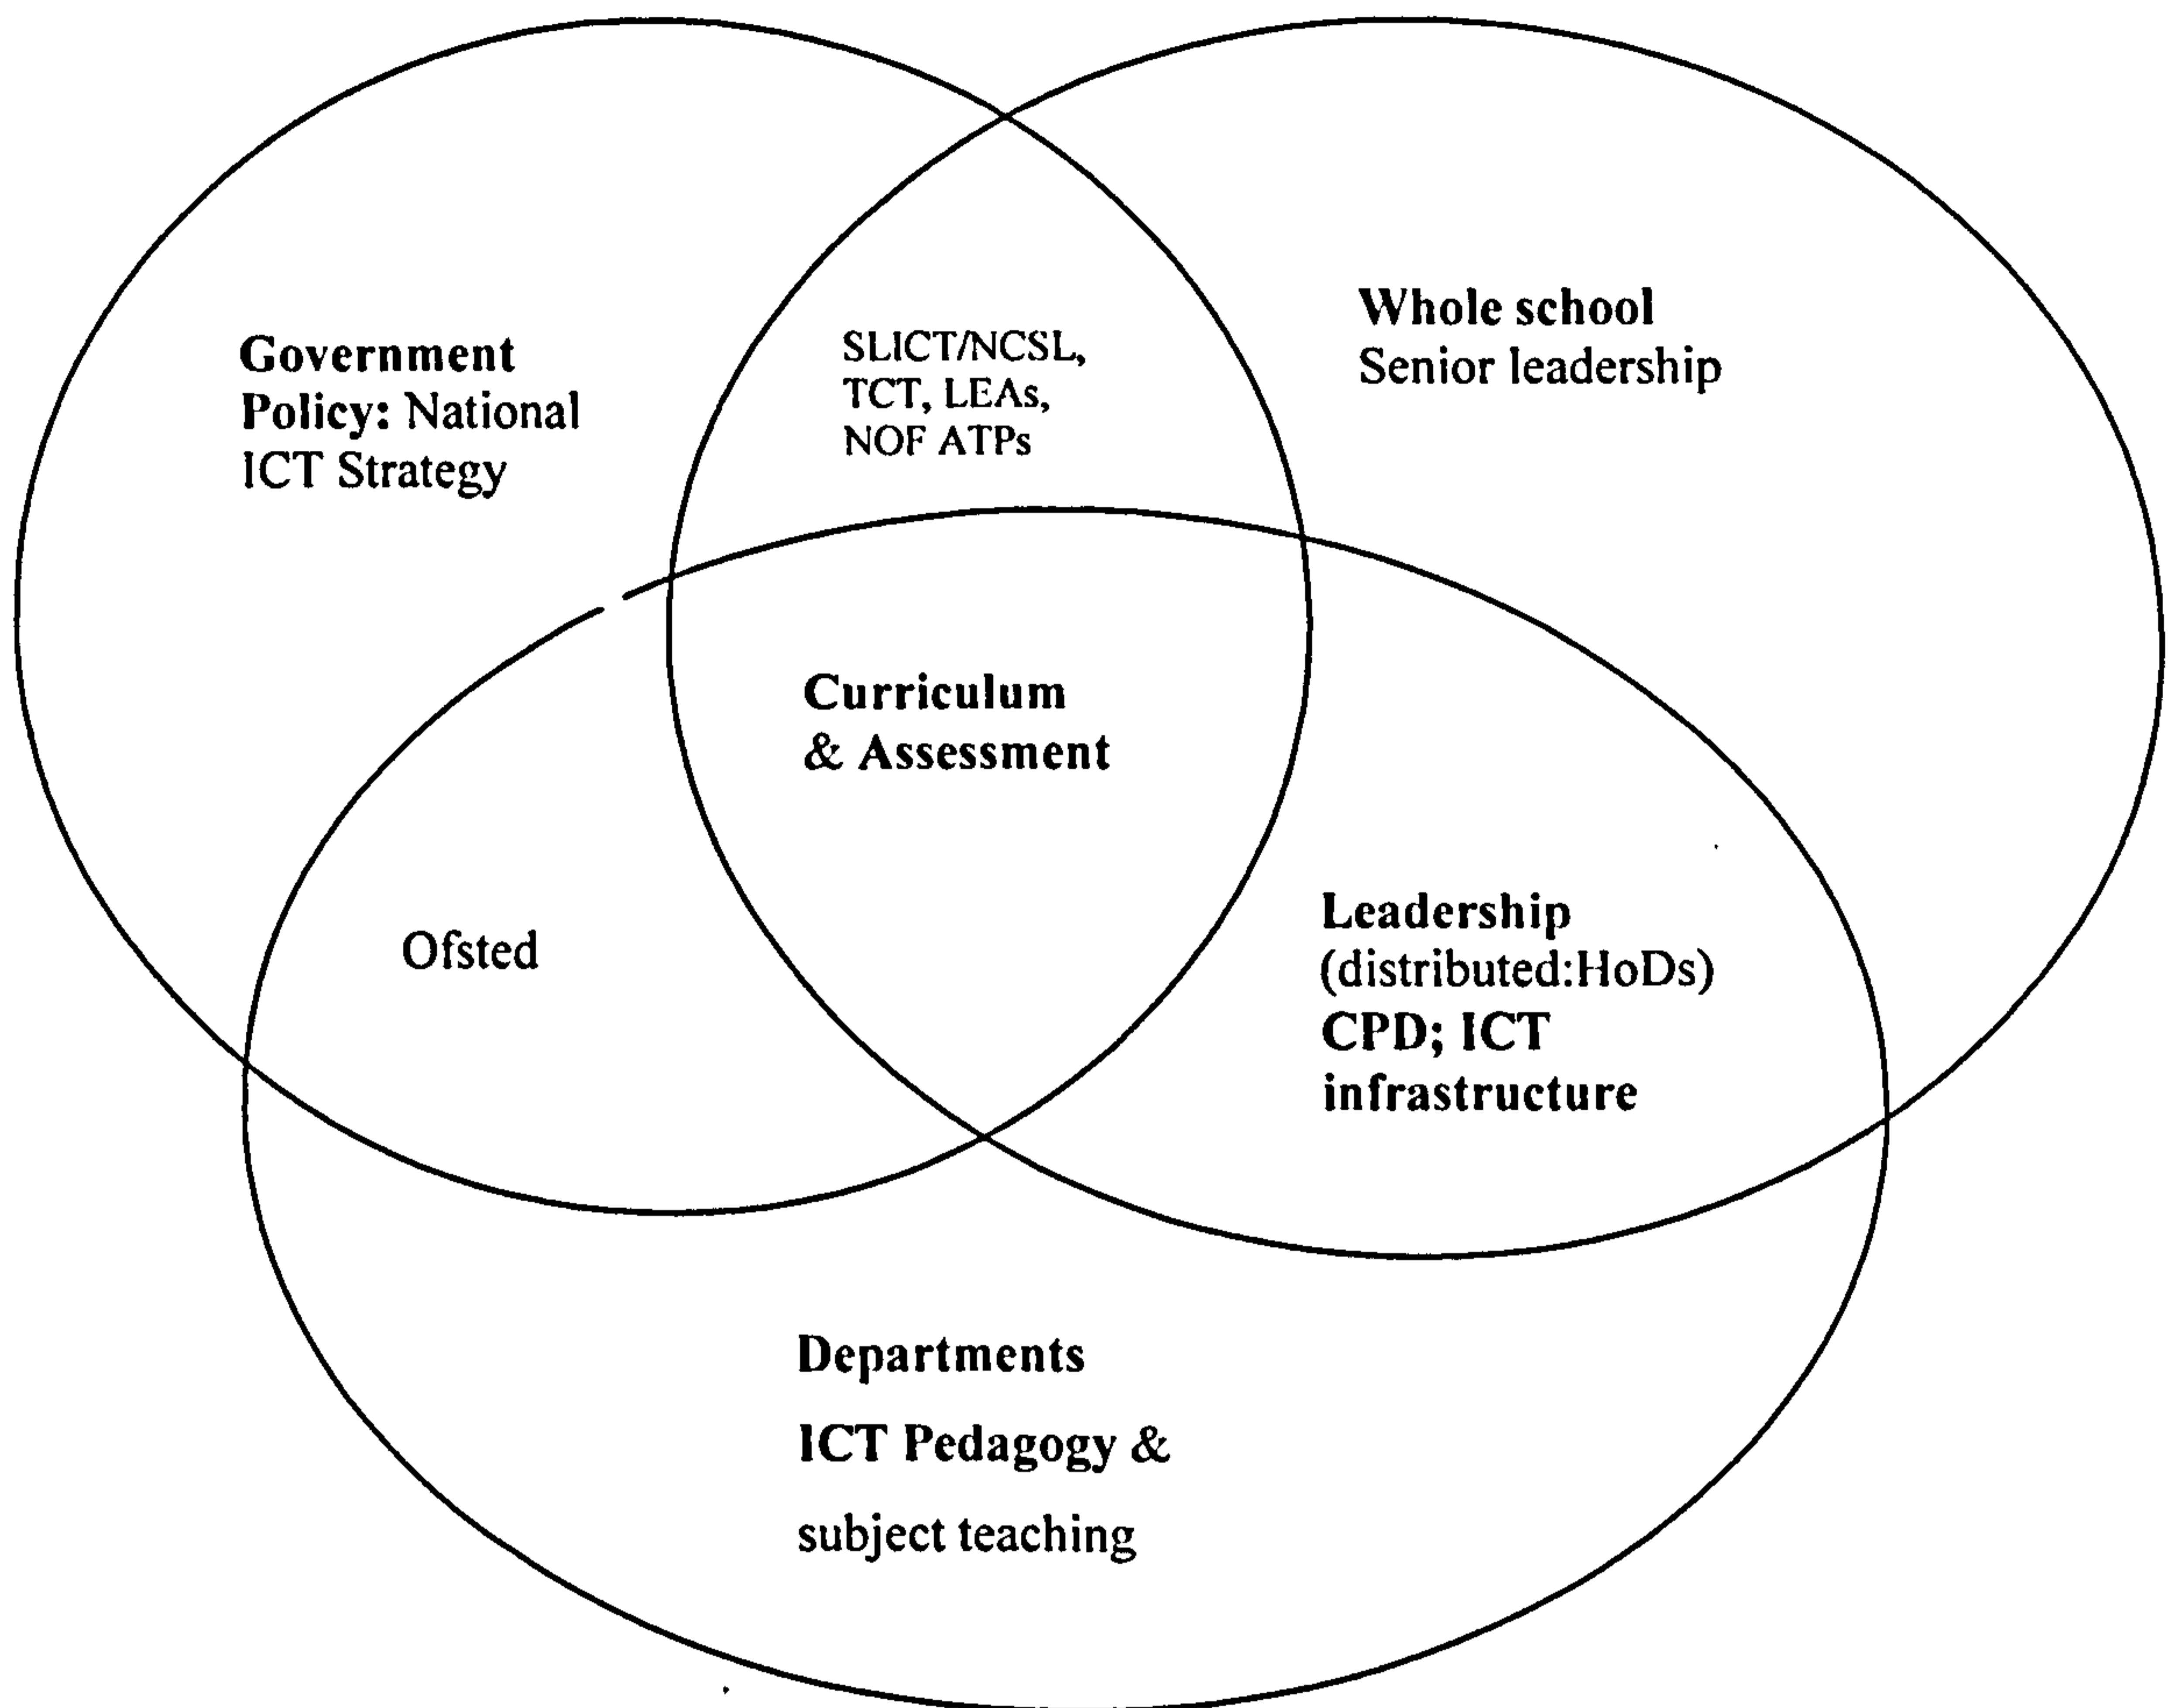 Government
Policy: National
ICT Strategy
SLICT/NCSL,
TCT, LEAs,
NOF ATPs
Whole school
Senior leadership
Curriculum
& Assessment
Ofsted
Leadership
(distributed:HoDs)
CPD; ICT
infrastructure
Departments
ICT Pedagogy &
subject teaching